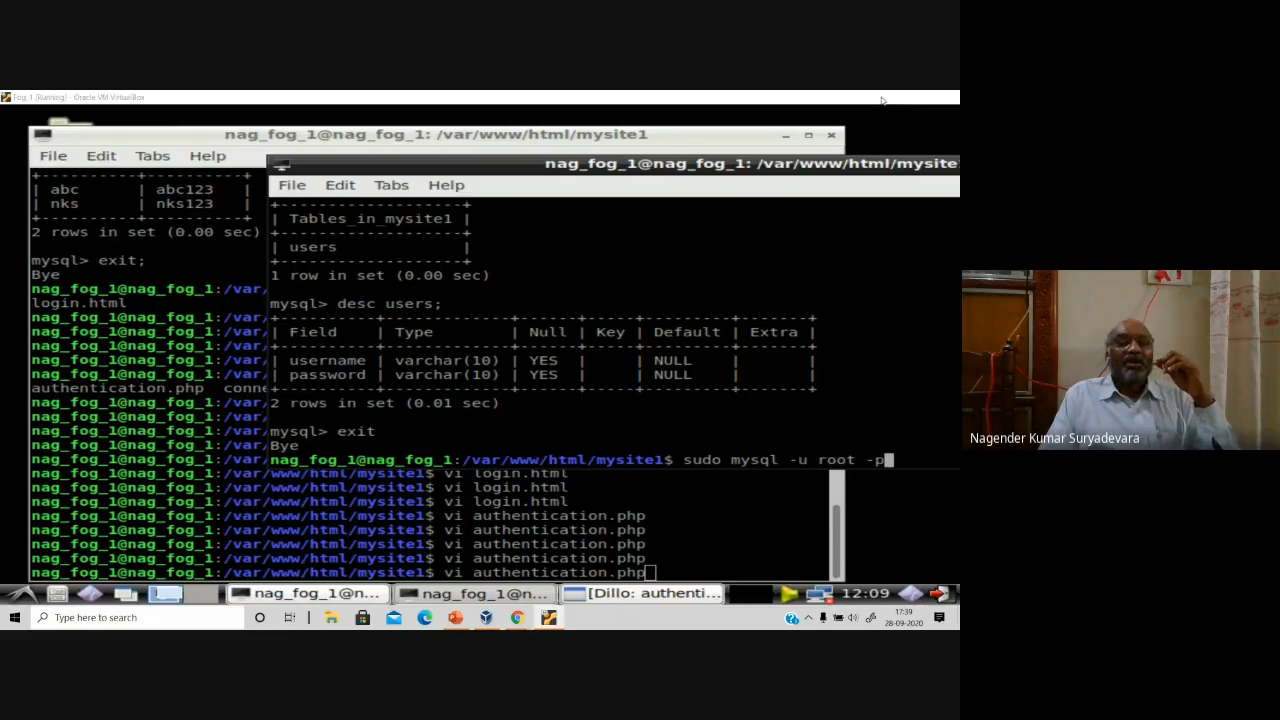 Fog_1 [Running] - Oracle VM VirtualBox
nag_fog_1@nag_fog_1: /var/www/html/mysite1
File Edit Tabs Help
+----------+----------+
| abc | abc123 |
| nks | nks123 |
+----------+----------+
2 rows in set (0.00 sec)
mysql> exit;
Bye
nag_fog_1@nag_fog_1:/var/
login.html
nag_fog_1@nag_fog_1:/var/
nag_fog_1@nag_fog_1:/var/
nag_fog_1@nag_fog_1:/var/
nag_fog_1@nag_fog_1:/var/
nag_fog_1@nag_fog_1:/var/
authentication.php conne
nag_fog_1@nag_fog_1:/var/
nag_fog_1@nag_fog_1:/var/
nag_fog_1@nag_fog_1:/var/
nag_fog_1@nag_fog_1:/var/
nag_fog_1@nag_fog_1:/var/
nag_fog_1@nag_fog_1:/var/www/html/mysite1$ vi login.html
nag_fog_1@nag_fog_1:/var/www/html/mysite1$ vi login.html
nag_fog_1@nag_fog_1:/var/www/html/mysite1$ vi login.html
nag_fog_1@nag_fog_1:/var/www/html/mysite1$ vi authentication.php
nag_fog_1@nag_fog_1:/var/www/html/mysite1$ vi authentication.php
nag_fog_1@nag_fog_1:/var/www/html/mysite1$ vi authentication.php
nag_fog_1@nag_fog_1:/var/www/html/mysite1$ vi authentication.php
nag_fog_1@nag_fog_1:/var/www/html/mysite1$ vi authentication.php
nag_fog_1@nag_fog_1: /var/www/html/mysite
File Edit Tabs Help
+-------------------+
| Tables_in_mysite1 |
+-------------------+
| users |
+-------------------+
1 row in set (0.00 sec)
mysql> desc users;
+----------+-------------+------+-----+---------+-------+
| Field | Type | Null | Key | Default | Extra |
+----------+-------------+------+-----+---------+-------+
| username | varchar(10) | YES | | NULL | |
| password | varchar(10) | YES | | NULL | |
+----------+-------------+------+-----+---------+-------+
2 rows in set (0.01 sec)
mysql> exit
Bye
nag_fog_1@nag_fog_1:/var/www/html/mysite1$ sudo mysql -u root -p
nag_fog_1@n... nag_fog_1@n... [Dillo: authenti... 12:09
Type here to search
17:39
28-09-2020
Nagender Kumar Suryadevara